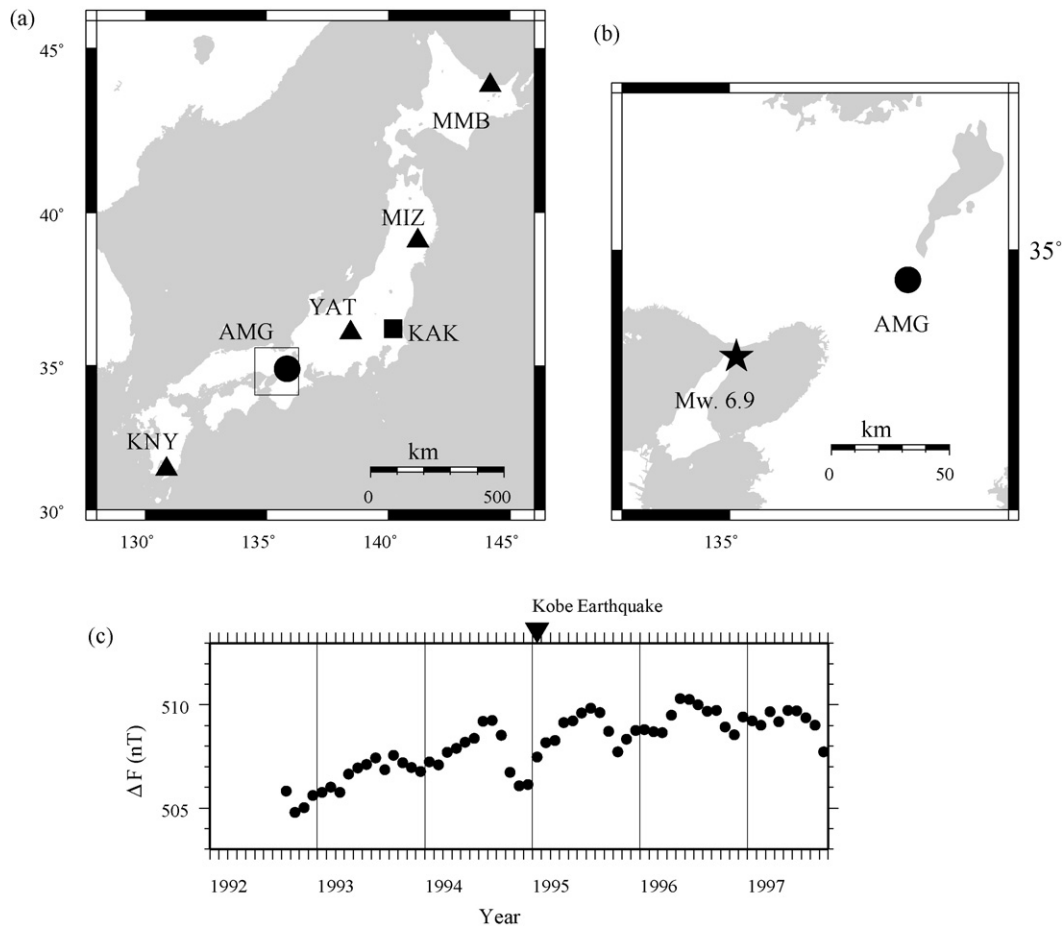 (a)
45°
40°
35°
30°
130°
135°
140°
145°
MMB
MIZ
YAT
KAK
AMG
KNY
km
0
500
(b)
35°
AMG
Mw. 6.9
km
0
50
135°
Kobe Earthquake
(c)
510
505
ΔF (nT)
1992
1993
1994
1995
1996
1997
Year